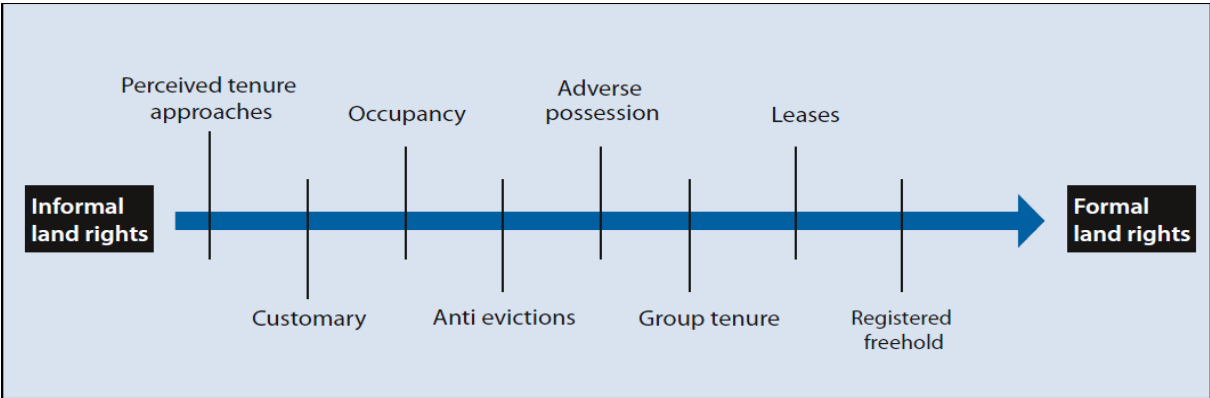 Perceived tenure
approaches
Occupancy
Adverse
possession
Leases
Informal
land rights
Formal
land rights
Customary
Anti evictions
Group tenure
Registered
freehold